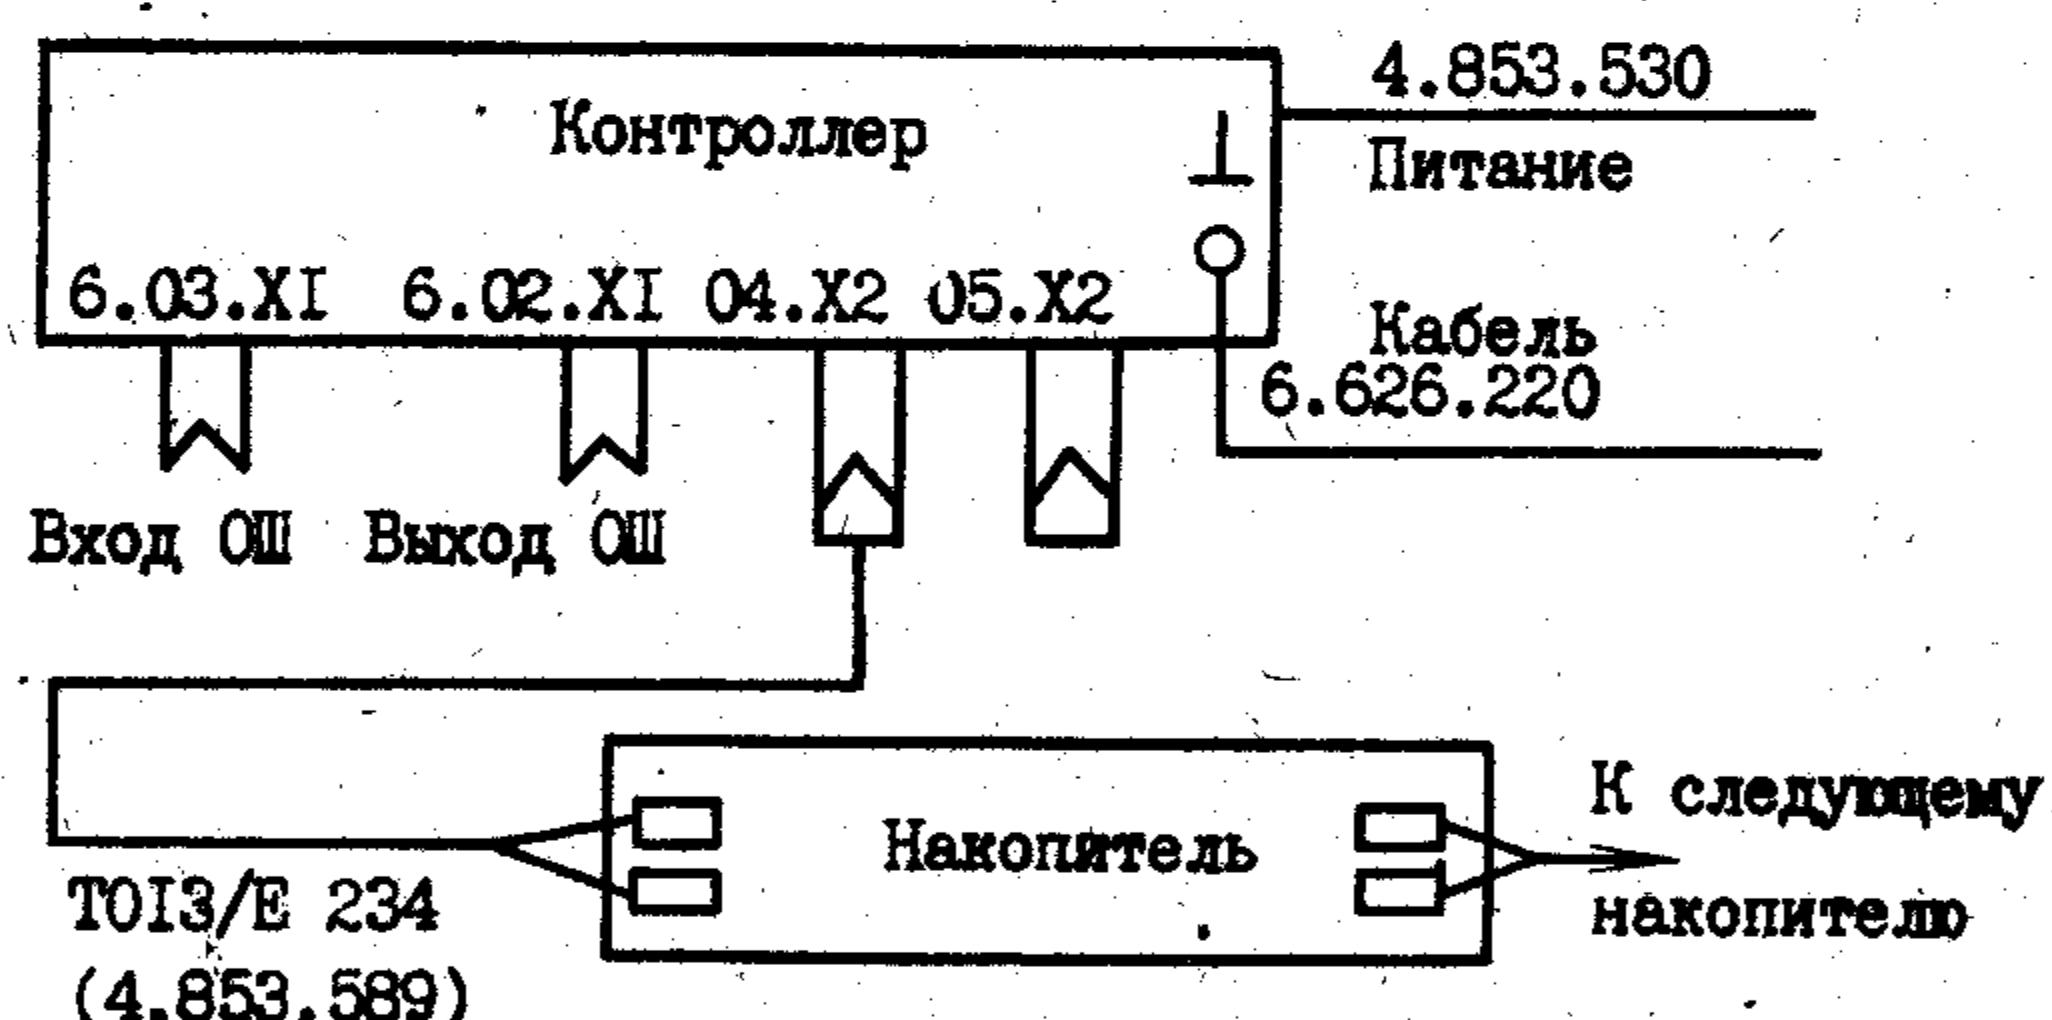 4.853.530
Контроллер
Питание
6.03.XI 6.02.XI 04.X2 05.X2
Кабель
6.626.220
Вход ОШ Выход ОШ
К следующему
Накопитель
ТОІЗ/Е 234
накопителю
(4.853.589)